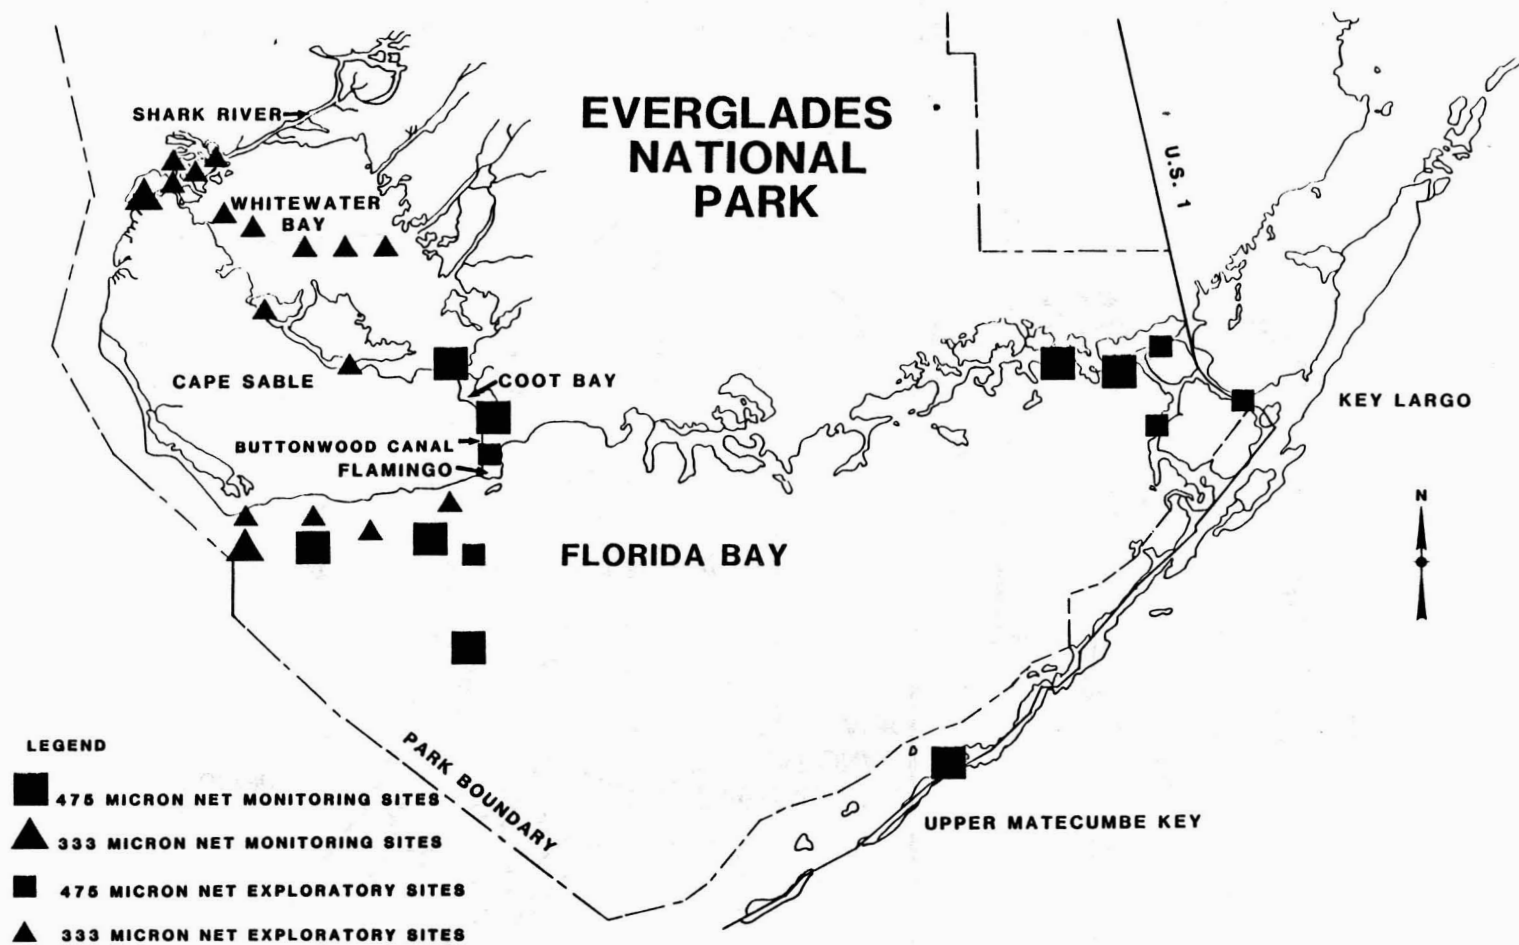 EVERGLADES
NATIONAL
PARK
SHARK RIVER
U.S. 1
WHITEWATER
BAY
CAPE SABLE
COOT BAY
KEY LARGO
BUTTONWOOD CANAL
FLAMINGO
N
FLORIDA BAY
PARK BOUNDARY
UPPER MATECUMBE KEY
LEGEND
475 MICRON NET MONITORING SITES
333 MICRON NET MONITORING SITES
475 MICRON NET EXPLORATORY SITES
333 MICRON NET EXPLORATORY SITES